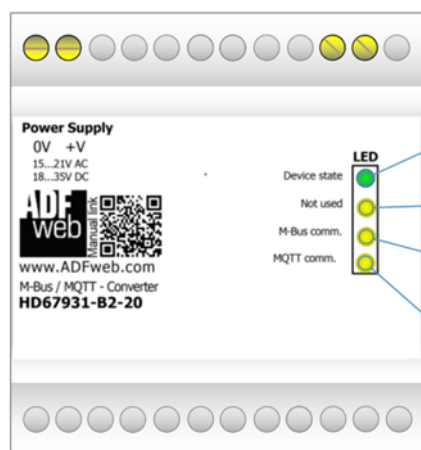 Power Supply
0V +V
15...21V AC
18...35V DC
LED
Device state
Not used
M-Bus comm.
MQTT comm.
ADF
web
Manual link
www.ADFweb.com
M-Bus / MQTT - Converter
HD67931-B2-20